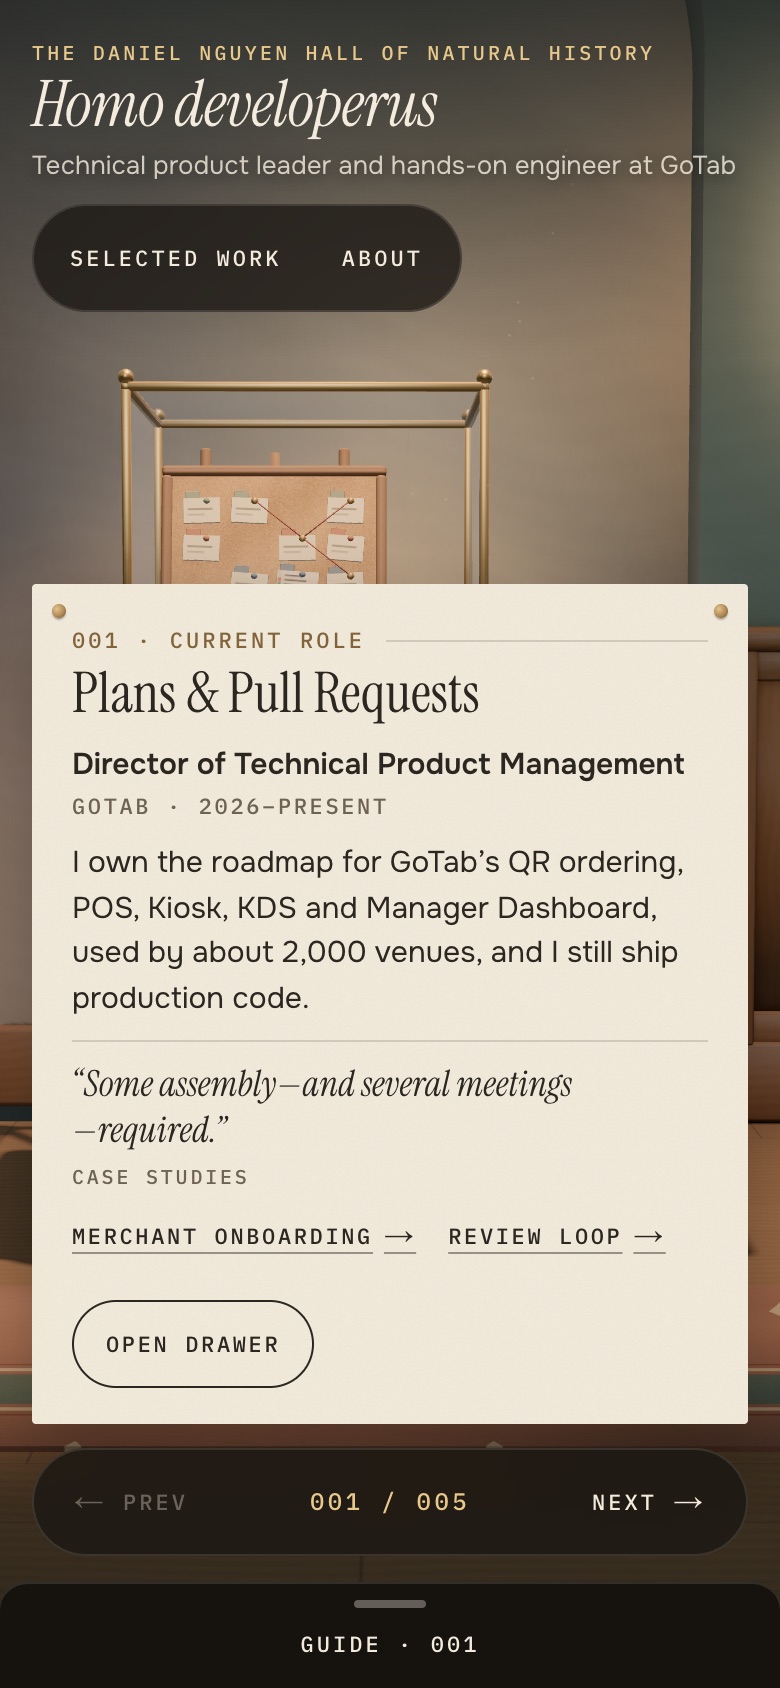 THE DANIEL NGUYEN HALL OF NATURAL HISTORY
Homo developerus
Technical product leader and hands-on engineer at GoTab
SELECTED WORK ABOUT
001 · CURRENT ROLE
Plans & Pull Requests
Director of Technical Product Management
GOTAB · 2026–PRESENT
I own the roadmap for GoTab’s QR ordering,
POS, Kiosk, KDS and Manager Dashboard,
used by about 2,000 venues, and I still ship
production code.
“Some assembly—and several meetings
—required.”
CASE STUDIES
MERCHANT ONBOARDING → REVIEW LOOP →
OPEN DRAWER
← PREV 001 / 005 NEXT →
GUIDE · 001